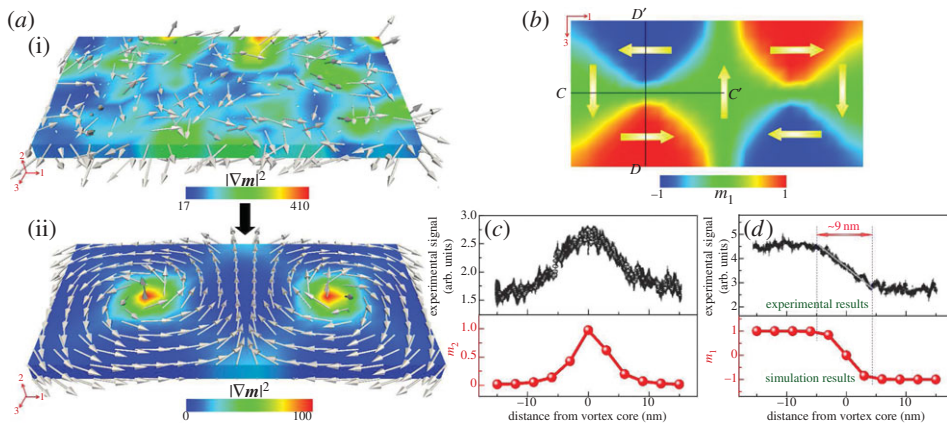 (a)
(i)
2
1
3
|∇m|²
17
410
(ii)
2
1
3
|∇m|²
0
100
(b)
1
3
D′
C
C′
D
−1
m₁
1
(c)
experimental signal
(arb. units)
3.0
2.5
2.0
1.5
m₂
1.0
0.5
0
−10
0
10
distance from vortex core (nm)
(d)
~9 nm
experimental signal
(arb. units)
6
4
2
experimental results
m₁
1
0
−1
simulation results
−10
0
10
distance from vortex core (nm)